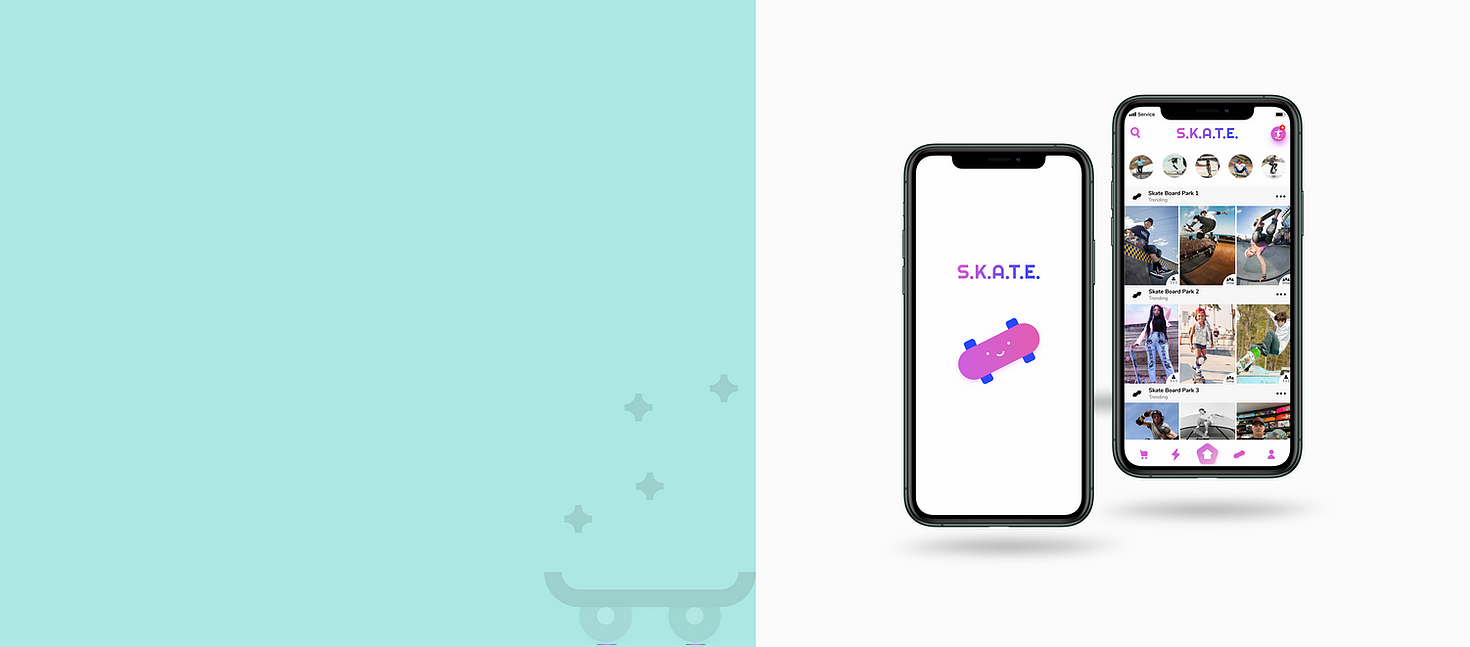 S.K.A.T.E.
Service
S.K.A.T.E.
Skate Board Park 1
Trending
Skate Board Park 2
Trending
Skate Board Park 3
Trending